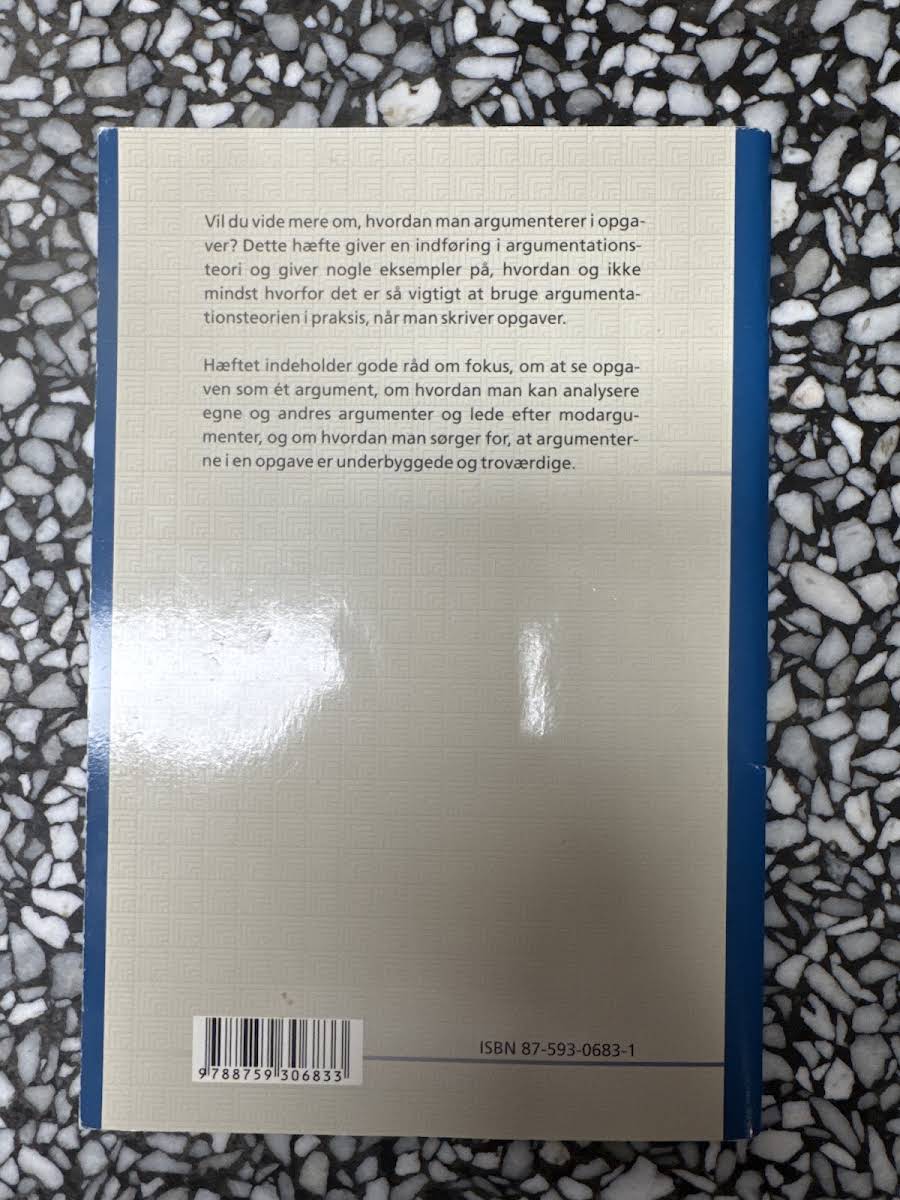 Vil du vide mere om, hvordan man argumenterer i opga-
ver? Dette hæfte giver en indføring i argumentations-
teori og giver nogle eksempler på, hvordan og ikke
mindst hvorfor det er så vigtigt at bruge argumenta-
tionsteorien i praksis, når man skriver opgaver.
Hæftet indeholder gode råd om fokus, om at se opga-
ven som ét argument, om hvordan man kan analysere
egne og andres argumenter og lede efter modargu-
menter, og om hvordan man sørger for, at argumenter-
ne i en opgave er underbyggede og troværdige.
ISBN 87-593-0683-1
9788759306833